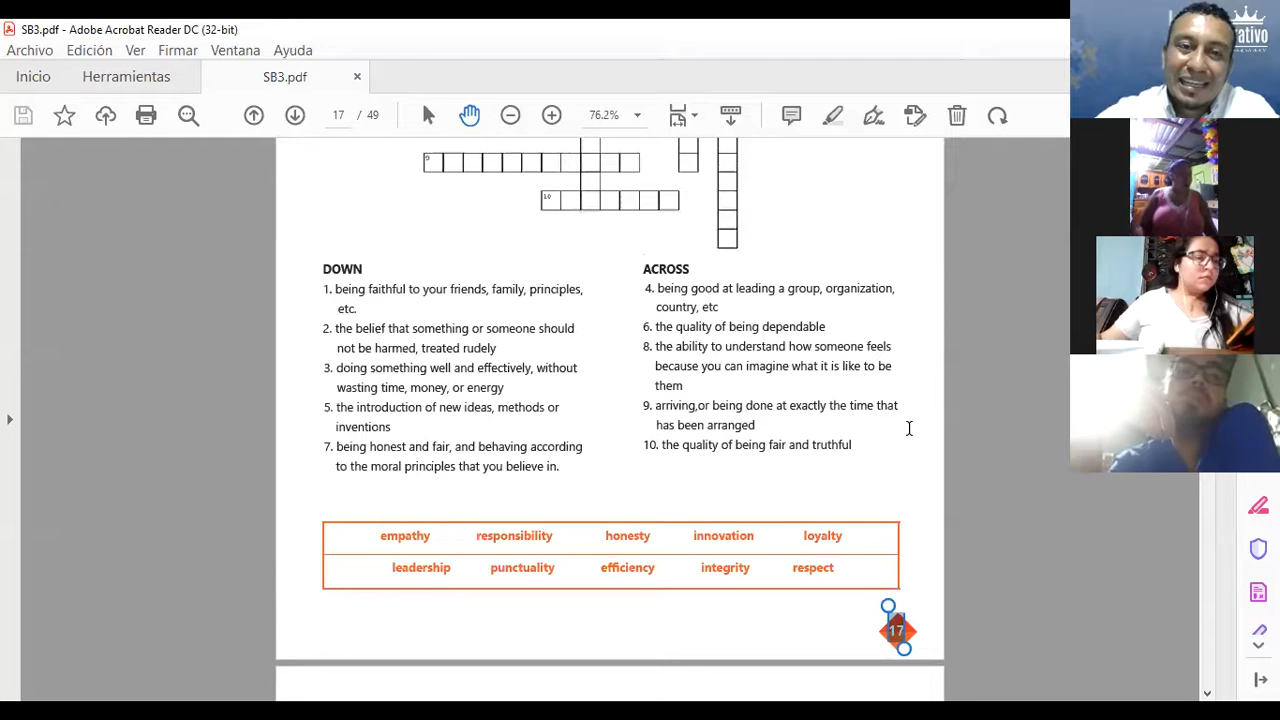 SB3.pdf - Adobe Acrobat Reader DC (32-bit)
Archivo Edición Ver Firmar Ventana Ayuda
Inicio Herramientas SB3.pdf ×
17 / 49 76.2%
9
10
DOWN
1. being faithful to your friends, family, principles,
etc.
2. the belief that something or someone should
not be harmed, treated rudely
3. doing something well and effectively, without
wasting time, money, or energy
5. the introduction of new ideas, methods or
inventions
7. being honest and fair, and behaving according
to the moral principles that you believe in.
ACROSS
4. being good at leading a group, organization,
country, etc
6. the quality of being dependable
8. the ability to understand how someone feels
because you can imagine what it is like to be
them
9. arriving,or being done at exactly the time that
has been arranged
10. the quality of being fair and truthful
empathy responsibility honesty innovation loyalty
leadership punctuality efficiency integrity respect
17